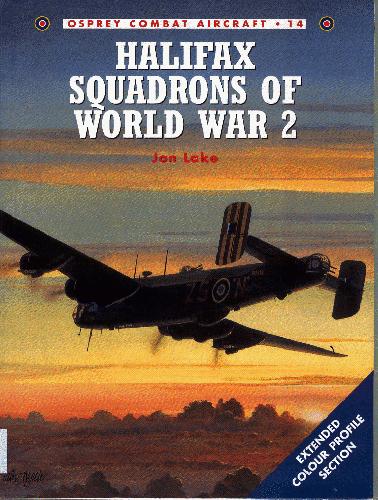 OSPREY COMBAT AIRCRAFT • 14
HALIFAX
SQUADRONS OF
WORLD WAR 2
Jon Lake
EXTENDED
COLOUR PROFILE
SECTION